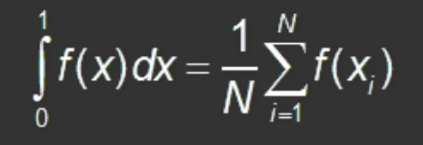 ∫₀¹ f(x) dx = 1/N ∑ᵢ₌₁ᴺ f(xᵢ)